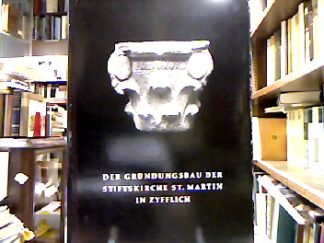 DER GRÜNDUNGSBAU DER
STIFTSKIRCHE ST. MARTIN
IN ZYFFLICH